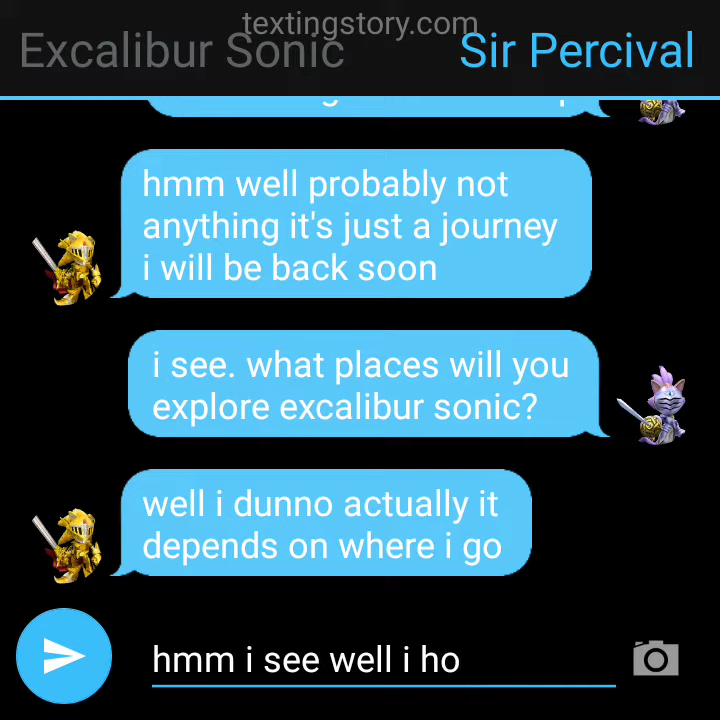 textingstory.com
Excalibur Sonic
Sir Percival
hmm well probably not
anything it's just a journey
i will be back soon
i see. what places will you
explore excalibur sonic?
well i dunno actually it
depends on where i go
hmm i see well i ho